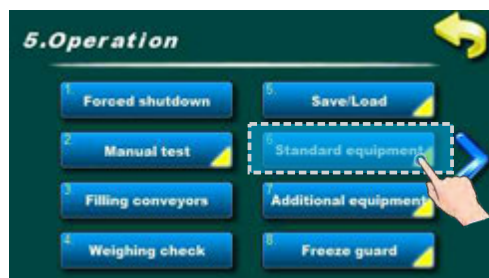 5.Operation
1. Forced shutdown
5. Save/Load
2. Manual test
6. Standard equipment
3. Filling conveyors
7. Additional equipment
4. Weighing check
8. Freeze guard